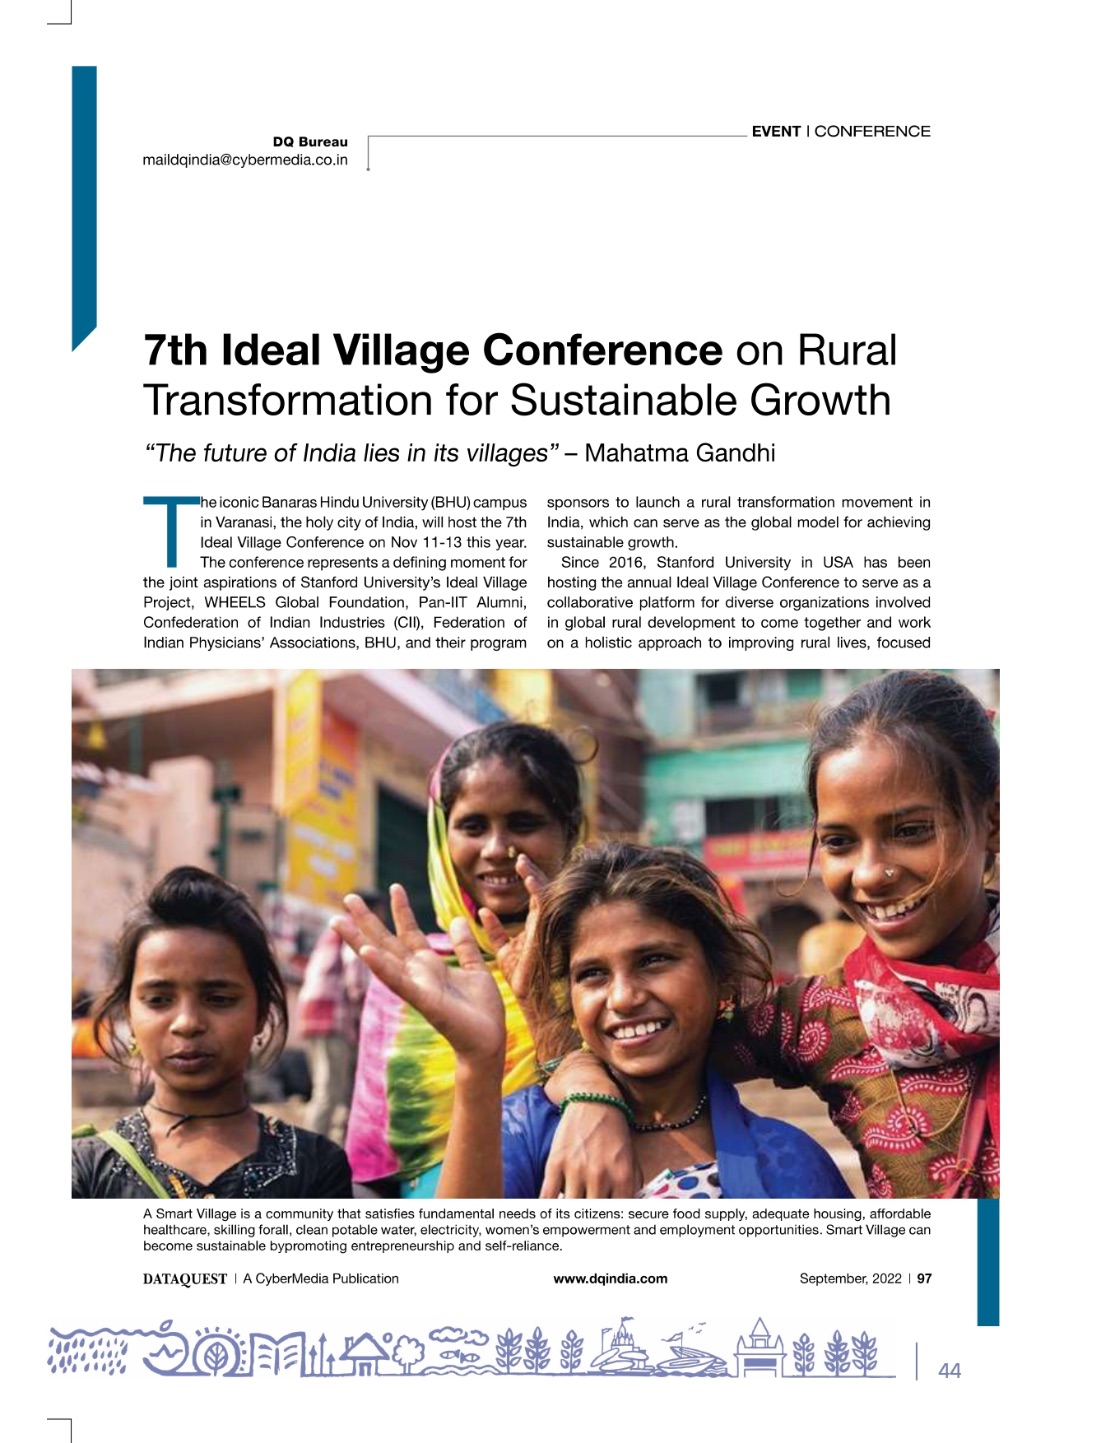 DQ Bureau
maildqindia@cybermedia.co.in
EVENT | CONFERENCE
7th Ideal Village Conference on Rural
Transformation for Sustainable Growth
“The future of India lies in its villages” – Mahatma Gandhi
The iconic Banaras Hindu University (BHU) campus
in Varanasi, the holy city of India, will host the 7th
Ideal Village Conference on Nov 11-13 this year.
The conference represents a defining moment for
the joint aspirations of Stanford University’s Ideal Village
Project, WHEELS Global Foundation, Pan-IIT Alumni,
Confederation of Indian Industries (CII), Federation of
Indian Physicians’ Associations, BHU, and their program
sponsors to launch a rural transformation movement in
India, which can serve as the global model for achieving
sustainable growth.
Since 2016, Stanford University in USA has been
hosting the annual Ideal Village Conference to serve as a
collaborative platform for diverse organizations involved
in global rural development to come together and work
on a holistic approach to improving rural lives, focused
A Smart Village is a community that satisfies fundamental needs of its citizens: secure food supply, adequate housing, affordable
healthcare, skilling forall, clean potable water, electricity, women’s empowerment and employment opportunities. Smart Village can
become sustainable bypromoting entrepreneurship and self-reliance.
DATAQUEST | A CyberMedia Publication
www.dqindia.com
September, 2022 | 97
44